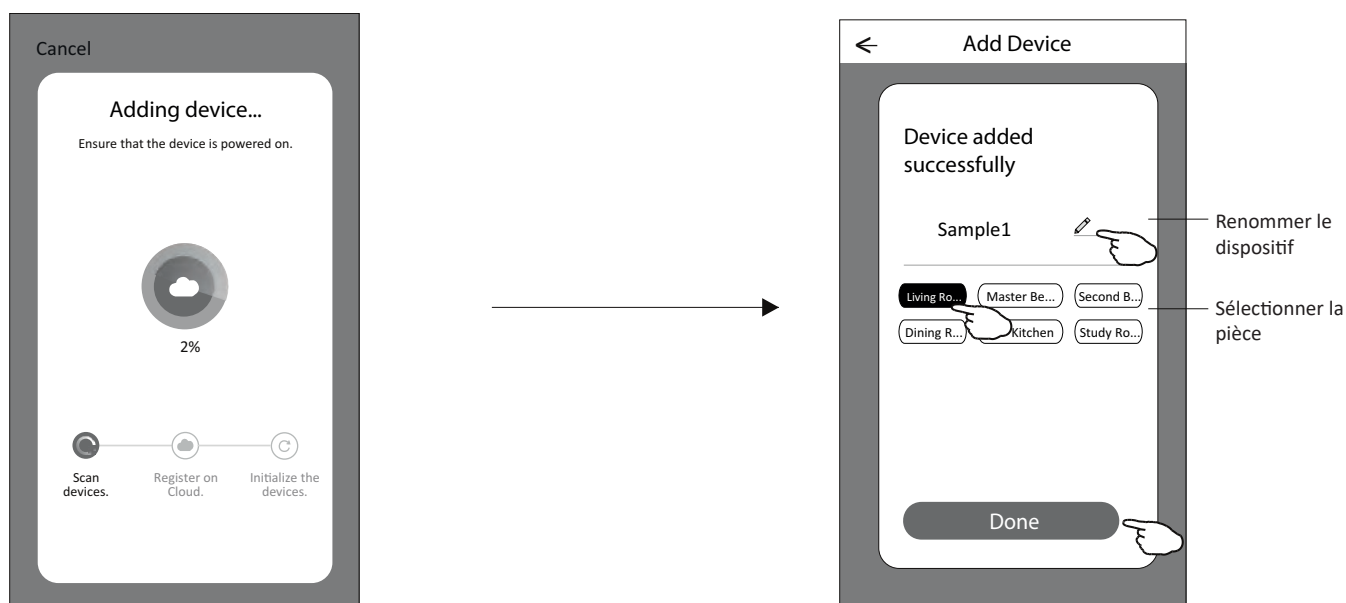 Cancel
Adding device...
Ensure that the device is powered on.
2%
Scan
devices.
Register on
Cloud.
Initialize the
devices.
Add Device
Device added
successfully
Sample1
Renommer le
dispositif
Living Ro...
Master Be...
Second B...
Dining R...
Kitchen
Study Ro...
Sélectionner la
pièce
Done